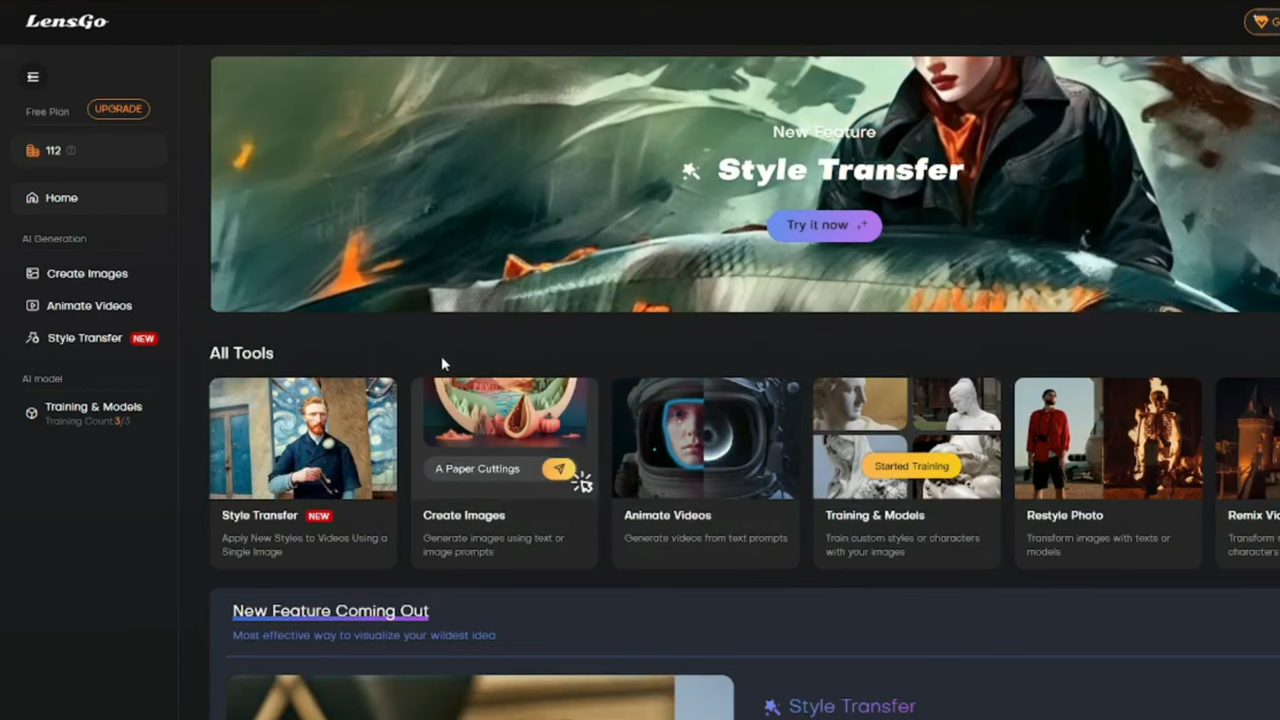 LensGo
G
Free Plan
UPGRADE
112
Home
AI Generation
Create Images
Animate Videos
Style Transfer NEW
AI model
Training & Models
Training Count 3/3
New Feature
Style Transfer
Try it now
All Tools
A Paper Cuttings
Started Training
Style Transfer NEW
Apply New Styles to Videos Using a
Single Image
Create Images
Generate images using text or
image prompts
Animate Videos
Generate videos from text prompts
Training & Models
Train custom styles or characters
with your images
Restyle Photo
Transform images with texts or
models
Remix Vi
Transform
characters
New Feature Coming Out
Most effective way to visualize your wildest idea
Style Transfer